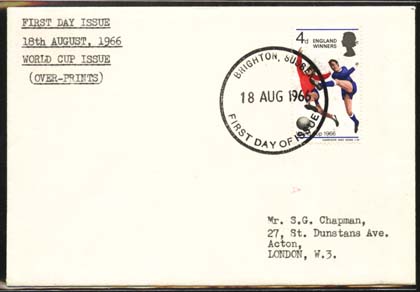 FIRST DAY ISSUE
18th AUGUST, 1966
WORLD CUP ISSUE
(OVER-PRINTS)
4d ENGLAND
WINNERS
BRIGHTON, SUSSEX
18 AUG 1966
FIRST DAY OF ISSUE
1966
Mr. S.G. Chapman,
27, St. Dunstans Ave.
Acton,
LONDON, W.3.